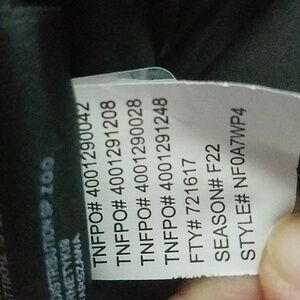 TNFPO# 4001290042
TNFPO# 4001291208
TNFPO# 4001290028
TNFPO# 4001291248
FTY# 721617
SEASON# F22
STYLE# NF0A7WP4